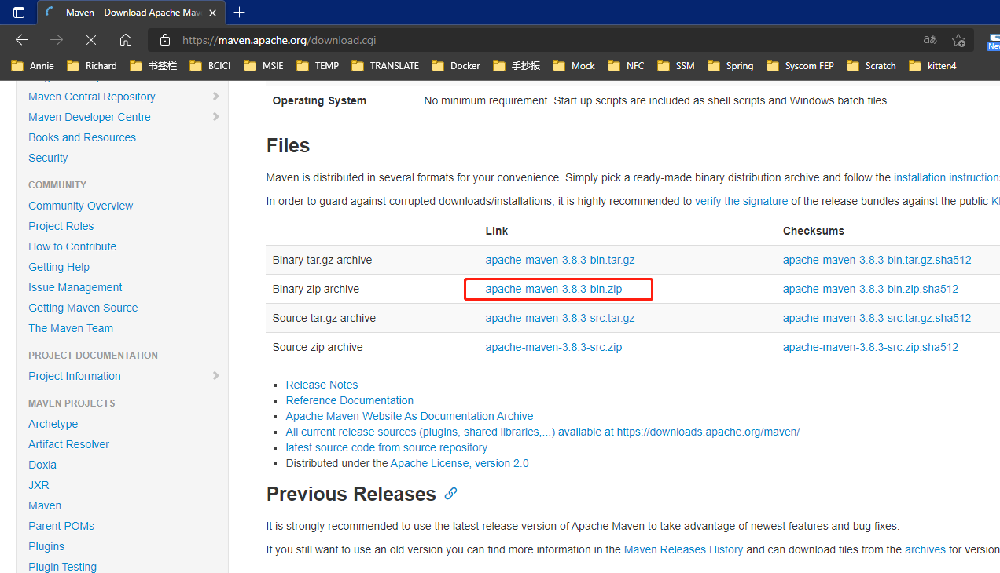 Maven – Download Apache Mav
https://maven.apache.org/download.cgi
New
Annie Richard 书签栏 BCICI MSIE TEMP TRANSLATE Docker 手抄报 Mock NFC SSM Spring Syscom FEP Scratch kitten4
Maven Central Repository
Maven Developer Centre
Books and Resources
Security
COMMUNITY
Community Overview
Project Roles
How to Contribute
Getting Help
Issue Management
Getting Maven Source
The Maven Team
PROJECT DOCUMENTATION
Project Information
MAVEN PROJECTS
Archetype
Artifact Resolver
Doxia
JXR
Maven
Parent POMs
Plugins
Plugin Testing
Operating System No minimum requirement. Start up scripts are included as shell scripts and Windows batch files.
Files
Maven is distributed in several formats for your convenience. Simply pick a ready-made binary distribution archive and follow the installation instructions
In order to guard against corrupted downloads/installations, it is highly recommended to verify the signature of the release bundles against the public
Link Checksums
Binary tar.gz archive apache-maven-3.8.3-bin.tar.gz apache-maven-3.8.3-bin.tar.gz.sha512
Binary zip archive apache-maven-3.8.3-bin.zip apache-maven-3.8.3-bin.zip.sha512
Source tar.gz archive apache-maven-3.8.3-src.tar.gz apache-maven-3.8.3-src.tar.gz.sha512
Source zip archive apache-maven-3.8.3-src.zip apache-maven-3.8.3-src.zip.sha512
Release Notes
Reference Documentation
Apache Maven Website As Documentation Archive
All current release sources (plugins, shared libraries,...) available at https://downloads.apache.org/maven/
latest source code from source repository
Distributed under the Apache License, version 2.0
Previous Releases
It is strongly recommended to use the latest release version of Apache Maven to take advantage of newest features and bug fixes.
If you still want to use an old version you can find more information in the Maven Releases History and can download files from the archives for version